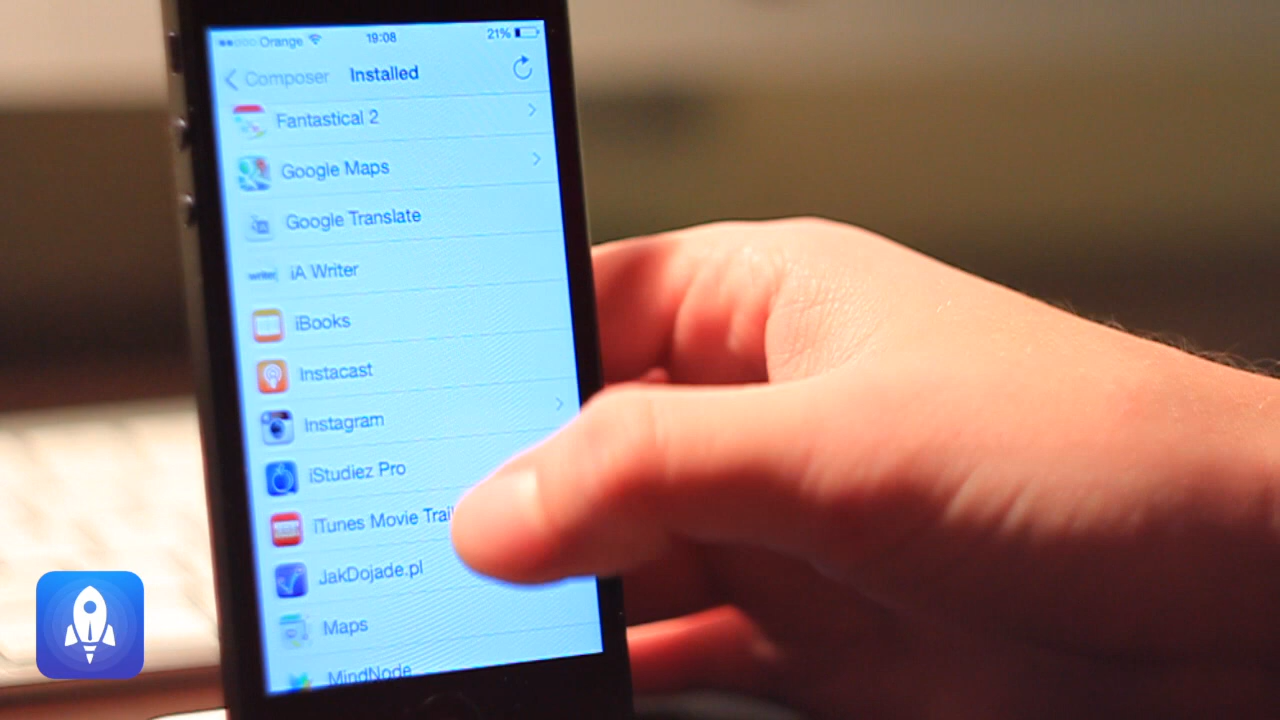 Orange 19:08 21%
Composer Installed
Fantastical 2
Google Maps
Google Translate
writer iA Writer
iBooks
Instacast
Instagram
iStudiez Pro
iTunes Movie Trail
JakDojade.pl
Maps
MindNode